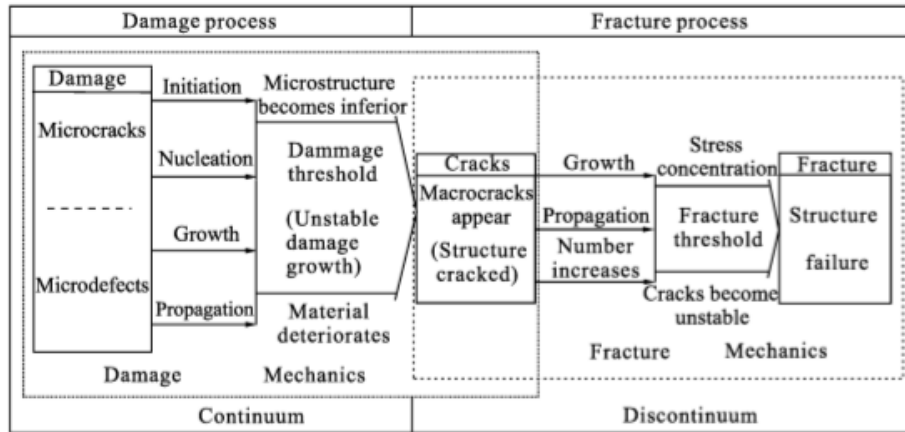 Damage process
Fracture process
Damage
Microcracks
Microdefects
Initiation
Nucleation
Growth
Propagation
Microstructure
becomes inferior
Dammage
threshold
(Unstable
damage
growth)
Material
deteriorates
Damage Mechanics
Cracks
Macrocracks
appear
(Structure
cracked)
Growth
Propagation
Number
increases
Stress
concentration
Fracture
threshold
Cracks become
unstable
Fracture
Structure
failure
Fracture Mechanics
Continuum
Discontinuum